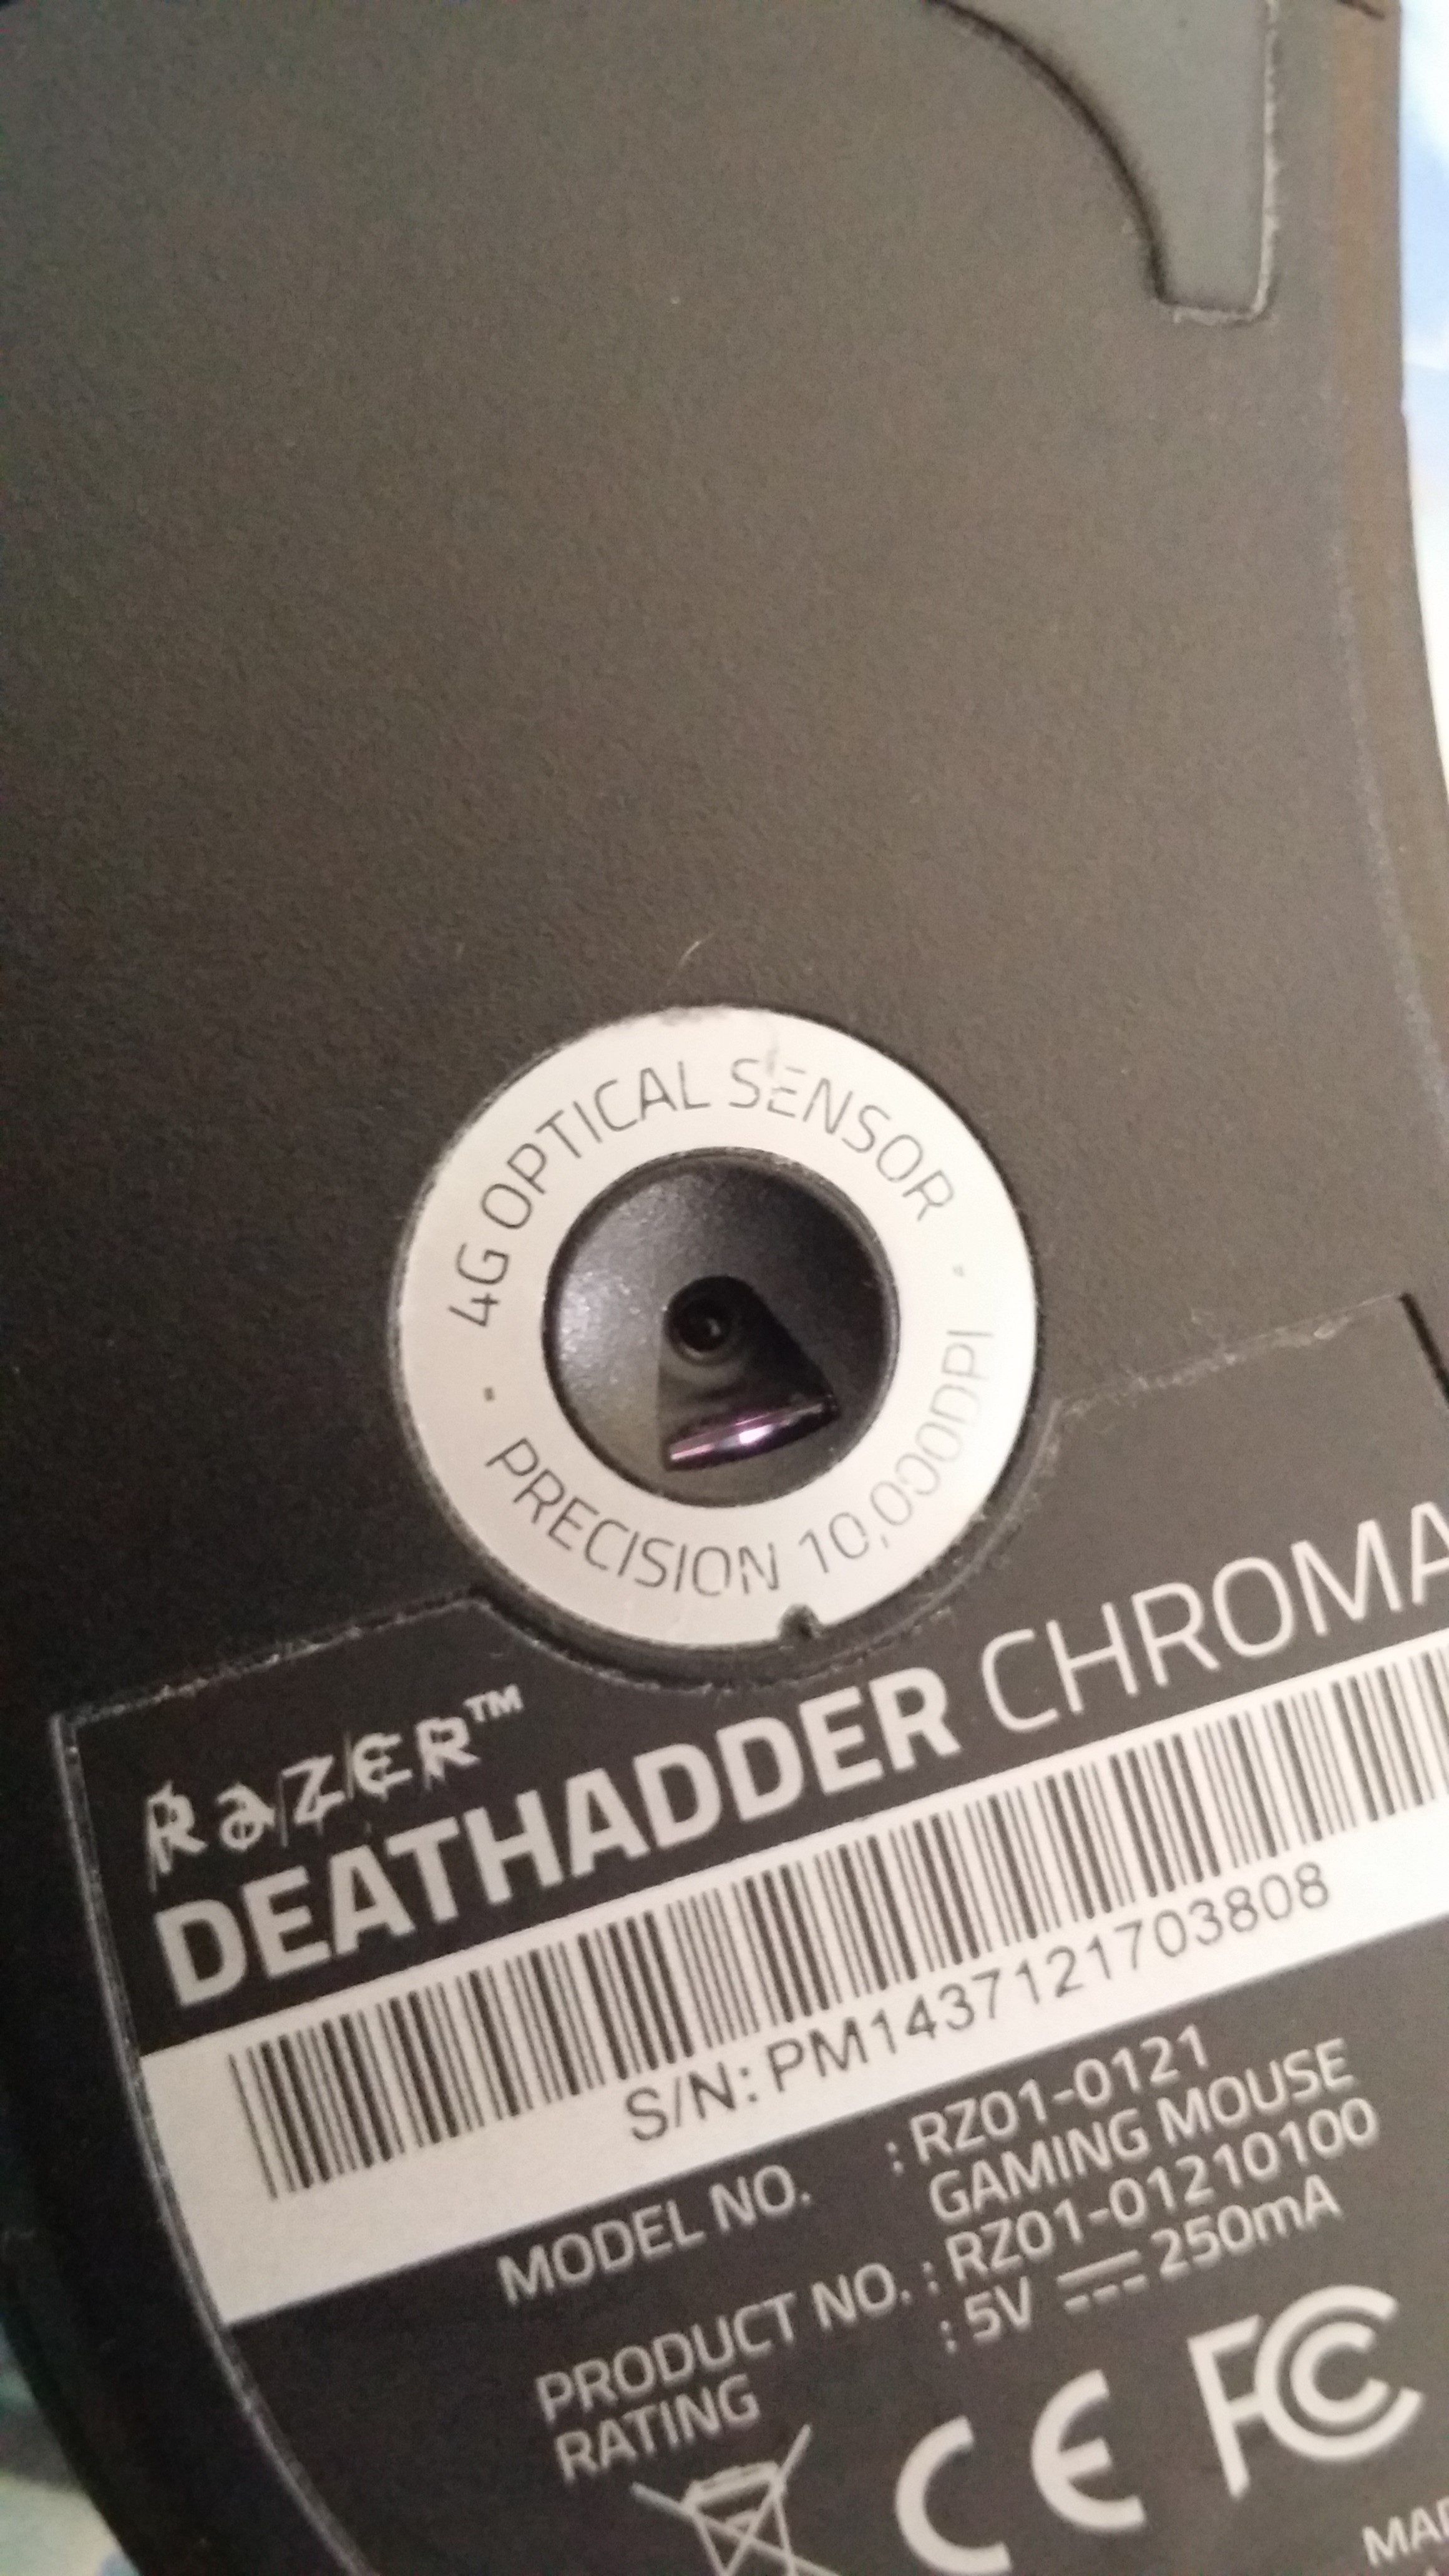 4G OPTICAL SENSOR
PRECISION 10,000DPI
RAZER™
DEATHADDER CHROMA
S/N: PM1437121703808
MODEL NO. : RZ01-0121
GAMING MOUSE
PRODUCT NO. : RZ01-01210100
RATING : 5V 250mA
CE FC